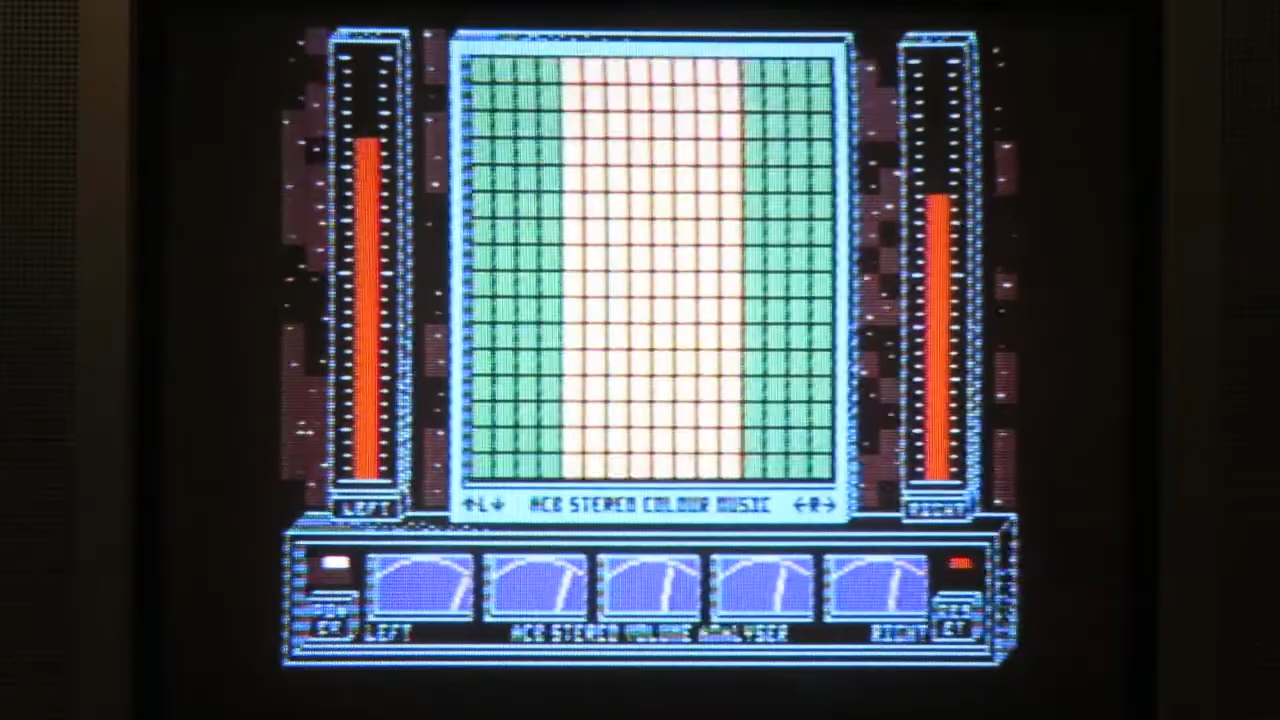 LEFT
RIGHT
↑L↓ ACB STEREO COLOUR MUSIC ←R→
LEFT ACB STEREO VOLUME ANALYSER RIGHT